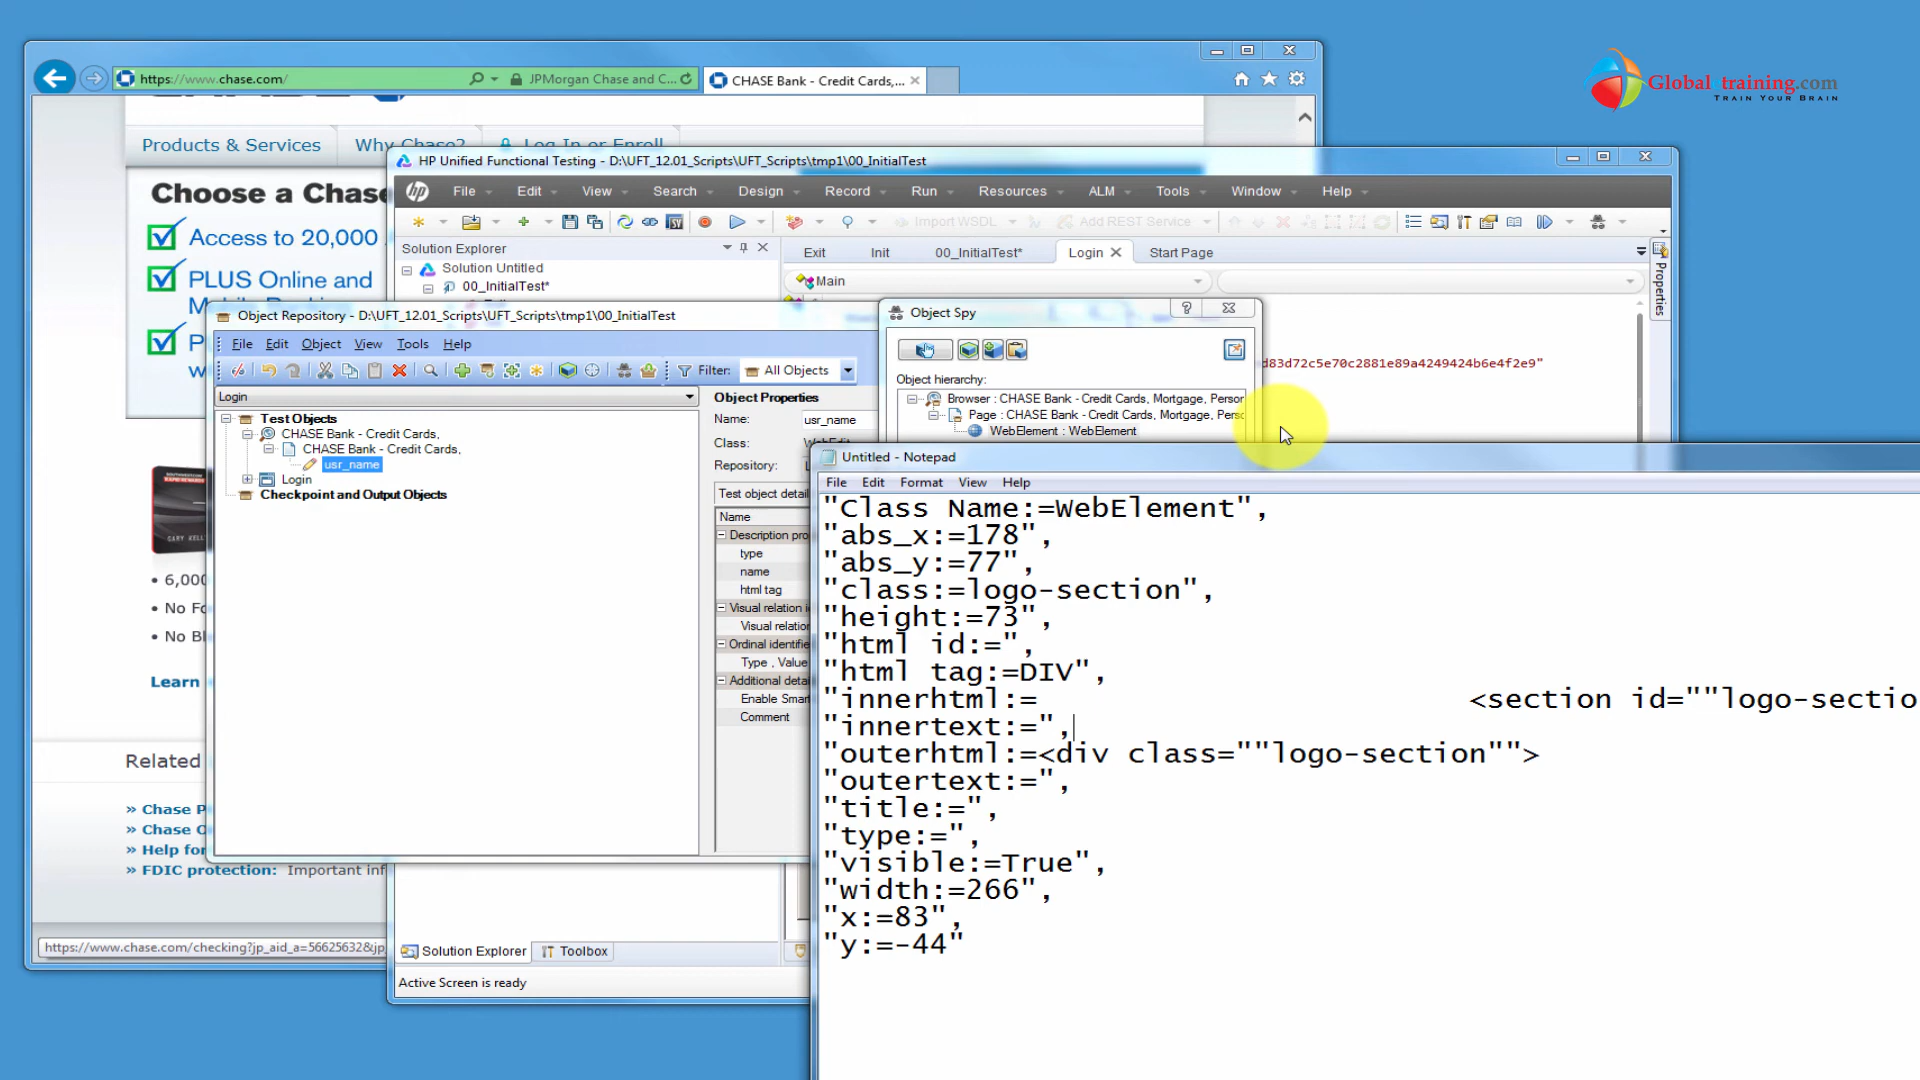 https://www.chase.com/
JPMorgan Chase and C...
CHASE Bank - Credit Cards,...
Global training.com
TRAIN YOUR BRAIN
Products & Services
Why Chase?
Log In or Enroll
Choose a Chase
Access to 20,000
PLUS Online and
6,000
No Fo
No Bl
Learn
Related
» Chase P
» Chase O
» Help for
» FDIC protection: Important inf
https://www.chase.com/checking?jp_aid_a=56625632&jp
HP Unified Functional Testing - D:\UFT_12.01_Scripts\UFT_Scripts\tmp1\00_InitialTest
File Edit View Search Design Record Run Resources ALM Tools Window Help
Import WSDL
Add REST Service
Solution Explorer
Solution Untitled
00_InitialTest*
Exit Init 00_InitialTest* Login Start Page
Main
Properties
d83d72c5e70c2881e89a4249424b6e4f2e9"
Solution Explorer
Toolbox
Active Screen is ready
Object Repository - D:\UFT_12.01_Scripts\UFT_Scripts\tmp1\00_InitialTest
File Edit Object View Tools Help
Filter: All Objects
Login
Test Objects
CHASE Bank - Credit Cards,
CHASE Bank - Credit Cards,
usr_name
Login
Checkpoint and Output Objects
Object Properties
Name: usr_name
Class: WebEdit
Repository:
Test object detail
Name
Description pro
type
name
html tag
Visual relation i
Visual relatio
Ordinal identifie
Type , Value
Additional detai
Enable Smar
Comment
Object Spy
Object hierarchy:
Browser : CHASE Bank - Credit Cards, Mortgage, Person
Page : CHASE Bank - Credit Cards, Mortgage, Perso
WebElement : WebElement
Untitled - Notepad
File Edit Format View Help
"Class Name:=WebElement",
"abs_x:=178",
"abs_y:=77",
"class:=logo-section",
"height:=73",
"html id:=",
"html tag:=DIV",
"innerhtml:= <section id=""logo-sectio
"innertext:=",
"outerhtml:=<div class=""logo-section"">
"outertext:=",
"title:=",
"type:=",
"visible:=True",
"width:=266",
"x:=83",
"y:=-44"